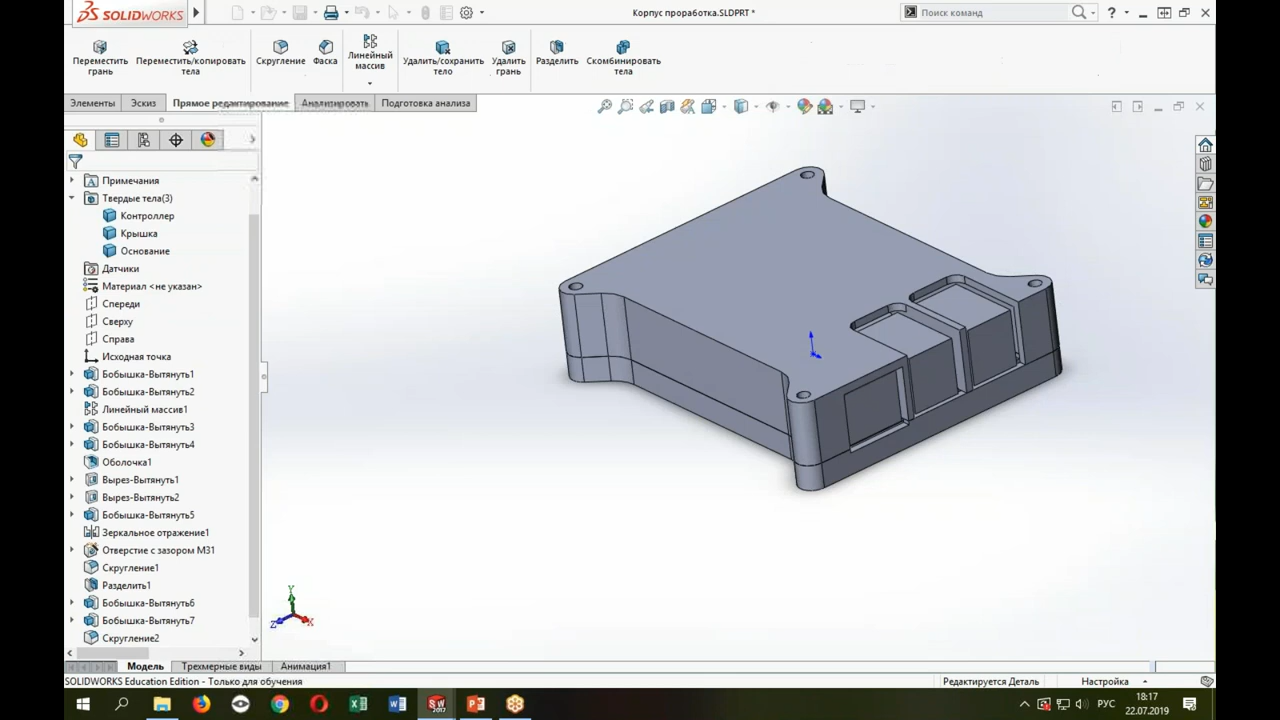 SOLIDWORKS
Корпус проработка.SLDPRT *
Поиск команд
?
Переместить грань
Переместить/копировать тела
Скругление
Фаска
Линейный массив
Удалить/сохранить тело
Удалить грань
Разделить
Скомбинировать тела
Элементы
Эскиз
Прямое редактирование
Анализировать
Подготовка анализа
Примечания
Твердые тела(3)
Контроллер
Крышка
Основание
Датчики
Материал <не указан>
Спереди
Сверху
Справа
Исходная точка
Бобышка-Вытянуть1
Бобышка-Вытянуть2
Линейный массив1
Бобышка-Вытянуть3
Бобышка-Вытянуть4
Оболочка1
Вырез-Вытянуть1
Вырез-Вытянуть2
Бобышка-Вытянуть5
Зеркальное отражение1
Отверстие с зазором M31
Скругление1
Разделить1
Бобышка-Вытянуть6
Бобышка-Вытянуть7
Скругление2
Y
Z
X
Модель
Трехмерные виды
Анимация1
SOLIDWORKS Education Edition - Только для обучения
Редактируется Деталь
Настройка
РУС
18:17
22.07.2019